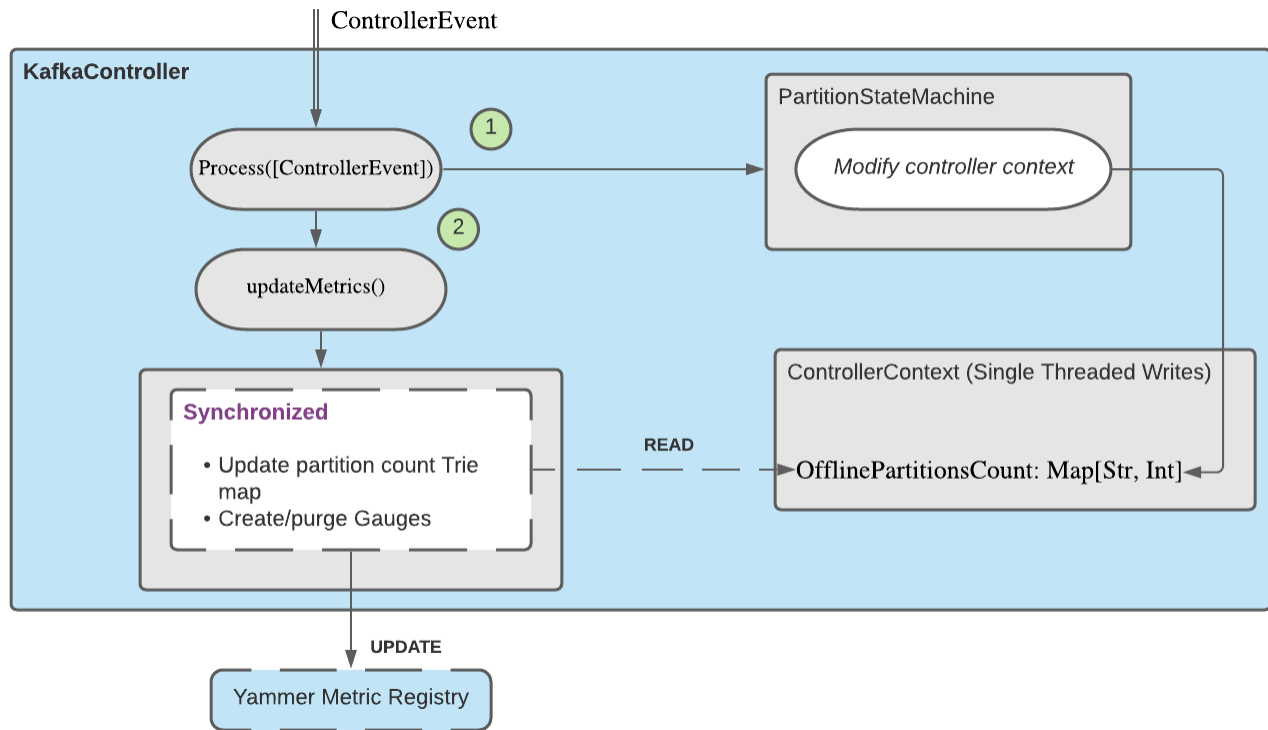 ControllerEvent
KafkaController
Process([ControllerEvent])
1
PartitionStateMachine
Modify controller context
2
updateMetrics()
Synchronized
• Update partition count Trie
map
• Create/purge Gauges
READ
ControllerContext (Single Threaded Writes)
OfflinePartitionsCount: Map[Str, Int]
UPDATE
Yammer Metric Registry